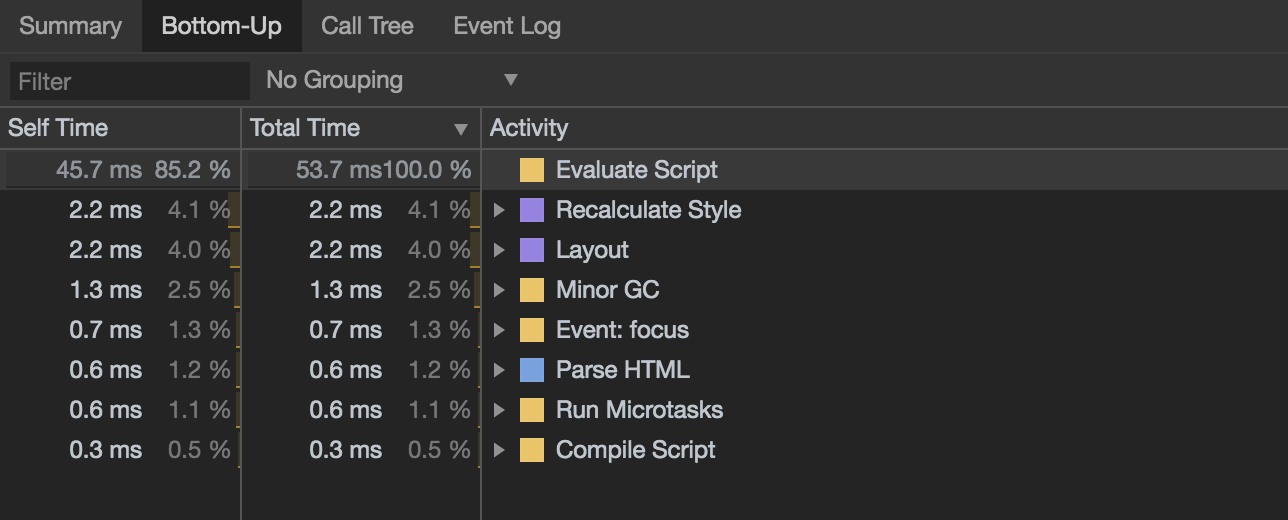 Summary Bottom-Up Call Tree Event Log
Filter No Grouping
Self Time Total Time Activity
45.7 ms 85.2 % 53.7 ms100.0 % Evaluate Script
2.2 ms 4.1 % 2.2 ms 4.1 % Recalculate Style
2.2 ms 4.0 % 2.2 ms 4.0 % Layout
1.3 ms 2.5 % 1.3 ms 2.5 % Minor GC
0.7 ms 1.3 % 0.7 ms 1.3 % Event: focus
0.6 ms 1.2 % 0.6 ms 1.2 % Parse HTML
0.6 ms 1.1 % 0.6 ms 1.1 % Run Microtasks
0.3 ms 0.5 % 0.3 ms 0.5 % Compile Script